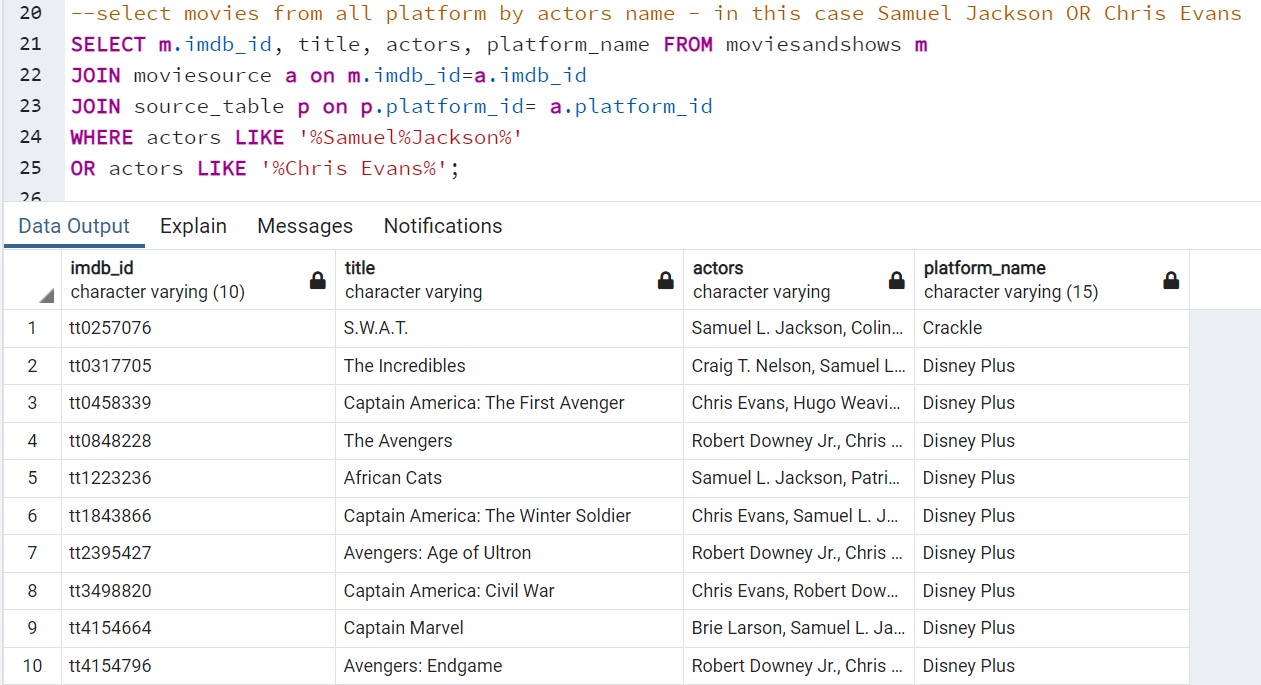 20 --select movies from all platform by actors name – in this case Samuel Jackson OR Chris Evans
21 SELECT m.imdb_id, title, actors, platform_name FROM moviesandshows m
22 JOIN moviesource a on m.imdb_id=a.imdb_id
23 JOIN source_table p on p.platform_id= a.platform_id
24 WHERE actors LIKE '%Samuel%Jackson%'
25 OR actors LIKE '%Chris Evans%';
26
Data Output Explain Messages Notifications
imdb_id title actors platform_name
character varying (10) character varying character varying character varying (15)
1 tt0257076 S.W.A.T. Samuel L. Jackson, Colin... Crackle
2 tt0317705 The Incredibles Craig T. Nelson, Samuel L... Disney Plus
3 tt0458339 Captain America: The First Avenger Chris Evans, Hugo Weavi... Disney Plus
4 tt0848228 The Avengers Robert Downey Jr., Chris ... Disney Plus
5 tt1223236 African Cats Samuel L. Jackson, Patri... Disney Plus
6 tt1843866 Captain America: The Winter Soldier Chris Evans, Samuel L. J... Disney Plus
7 tt2395427 Avengers: Age of Ultron Robert Downey Jr., Chris ... Disney Plus
8 tt3498820 Captain America: Civil War Chris Evans, Robert Dow... Disney Plus
9 tt4154664 Captain Marvel Brie Larson, Samuel L. Ja... Disney Plus
10 tt4154796 Avengers: Endgame Robert Downey Jr., Chris ... Disney Plus